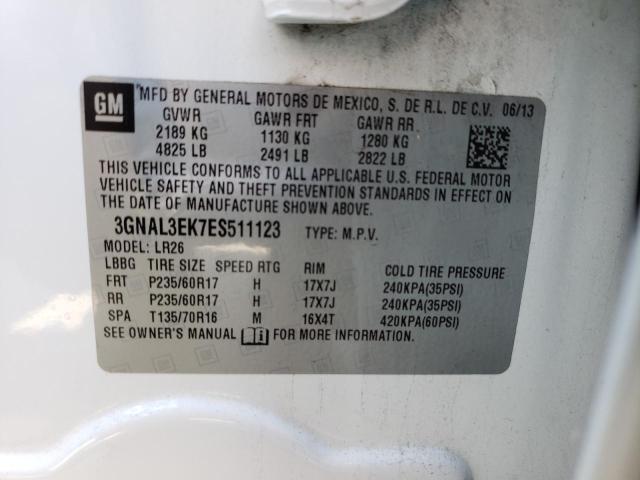 GM
MFD BY GENERAL MOTORS DE MEXICO, S. DE R.L. DE C.V. 06/13
GVWR GAWR FRT GAWR RR
2189 KG 1130 KG 1280 KG
4825 LB 2491 LB 2822 LB
THIS VEHICLE CONFORMS TO ALL APPLICABLE U.S. FEDERAL MOTOR
VEHICLE SAFETY AND THEFT PREVENTION STANDARDS IN EFFECT ON
THE DATE OF MANUFACTURE SHOWN ABOVE.
3GNAL3EK7ES511123 TYPE: M.P.V.
MODEL: LR26
LBBG TIRE SIZE SPEED RTG RIM COLD TIRE PRESSURE
FRT P235/60R17 H 17X7J 240KPA(35PSI)
RR P235/60R17 H 17X7J 240KPA(35PSI)
SPA T135/70R16 M 16X4T 420KPA(60PSI)
SEE OWNER'S MANUAL FOR MORE INFORMATION.